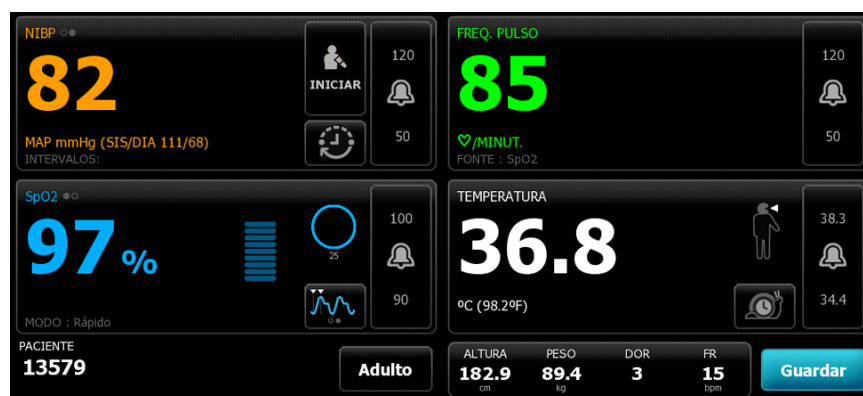 NIBP
82
MAP mmHg (SIS/DIA 111/68)
INTERVALOS:
INICIAR
120
50
FREQ. PULSO
85
/MINUT.
FONTE : SpO2
120
50
SpO2
97 %
MODO : Rápido
25
100
90
TEMPERATURA
36.8
ºC (98.2ºF)
38.3
34.4
PACIENTE
13579
Adulto
ALTURA PESO DOR FR
182.9 89.4 3 15
cm kg bpm
Guardar